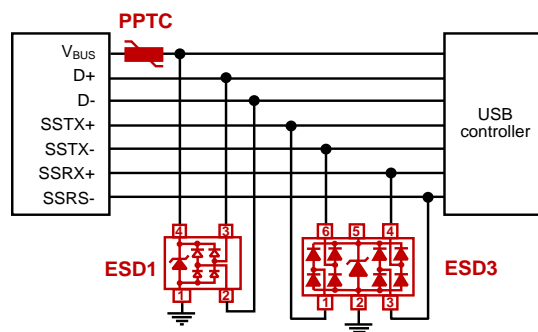 PPTC
VBUS
D+
D-
SSTX+
SSTX-
SSRX+
SSRS-
USB
controller
4 3
ESD1
1 2
6 5 4
ESD3
1 2 3